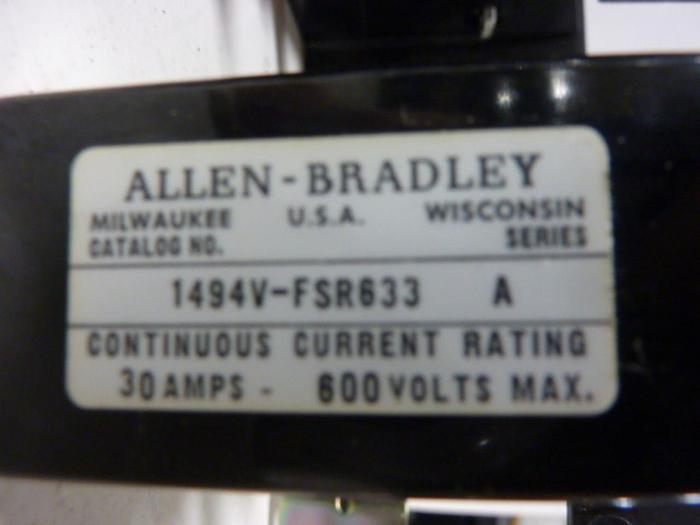 ALLEN-BRADLEY
MILWAUKEE U.S.A. WISCONSIN
CATALOG NO. SERIES
1494V-FSR633 A
CONTINUOUS CURRENT RATING
30 AMPS - 600 VOLTS MAX.